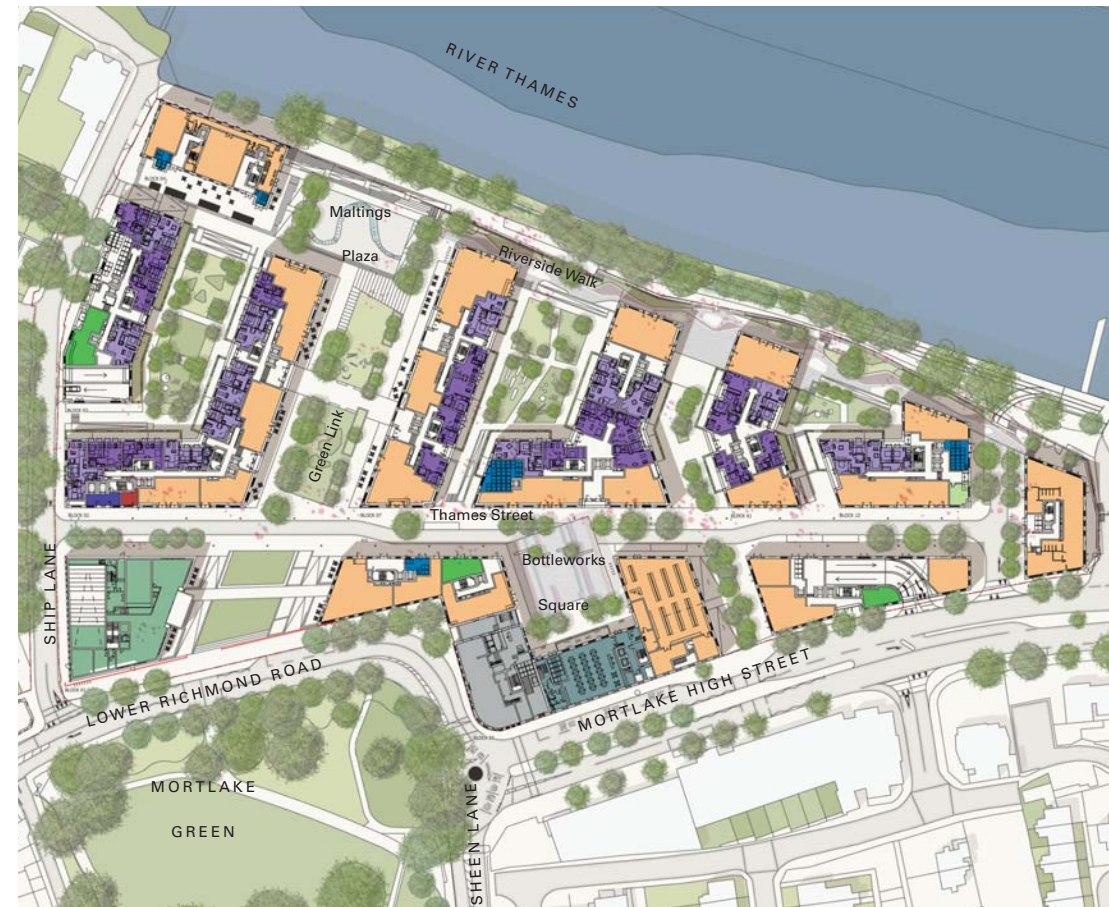 RIVER THAMES
Maltings
Plaza
Riverside Walk
Green Link
Thames Street
Bottleworks
Square
SHIP LANE
LOWER RICHMOND ROAD
MORTLAKE HIGH STREET
MORTLAKE
GREEN
SHEEN LANE